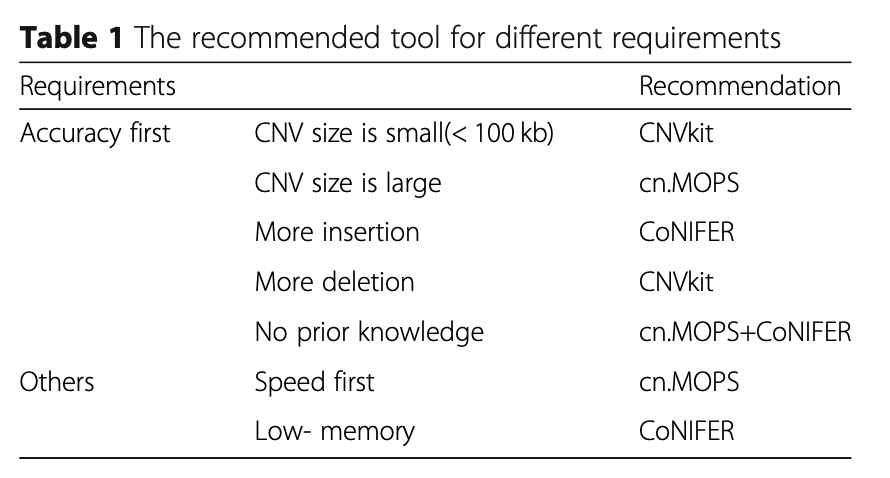 Table 1 The recommended tool for different requirements
Requirements Recommendation
Accuracy first CNV size is small(< 100 kb) CNVkit
CNV size is large cn.MOPS
More insertion CoNIFER
More deletion CNVkit
No prior knowledge cn.MOPS+CoNIFER
Others Speed first cn.MOPS
Low- memory CoNIFER